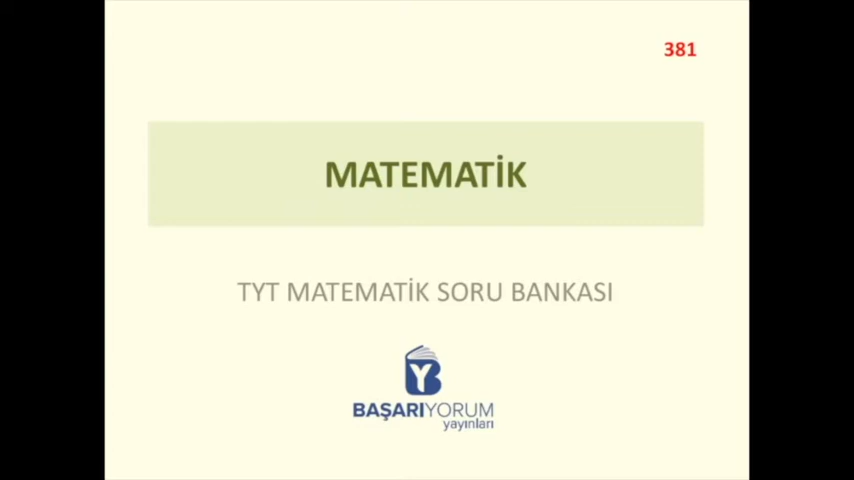 381
MATEMATİK
TYT MATEMATİK SORU BANKASI
BAŞARIYORUM
yayınları